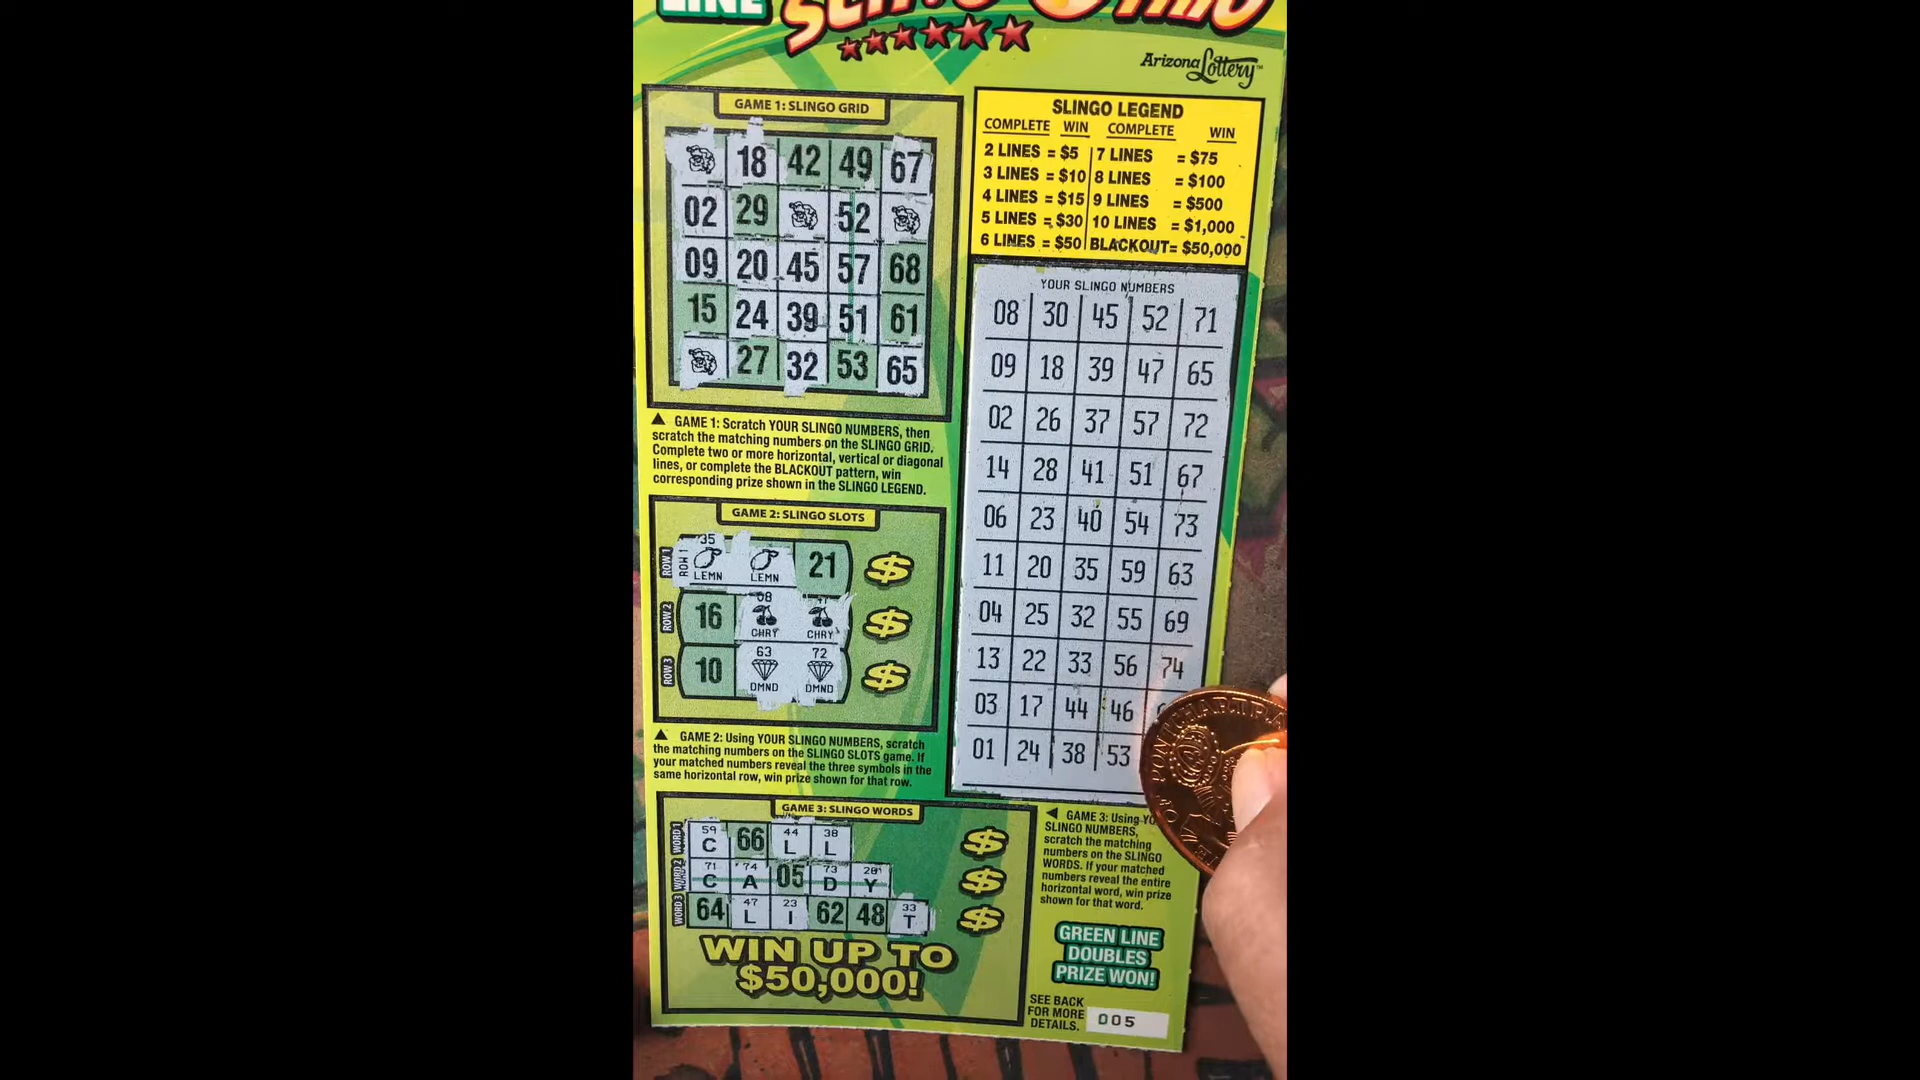 LINE
Arizona Lottery™
GAME 1: SLINGO GRID
18 42 49 67
02 29 52
09 20 45 57 68
15 24 39 51 61
27 32 53 65
SLINGO LEGEND
COMPLETE WIN COMPLETE WIN
2 LINES = $5 7 LINES = $75
3 LINES = $10 8 LINES = $100
4 LINES = $15 9 LINES = $500
5 LINES = $30 10 LINES = $1,000
6 LINES = $50 BLACKOUT = $50,000
YOUR SLINGO NUMBERS
08 30 45 52 71
09 18 39 47 65
02 26 37 57 72
14 28 41 51 67
06 23 40 54 73
11 20 35 59 63
04 25 32 55 69
13 22 33 56 74
03 17 44 46
01 24 38 53
▲ GAME 1: Scratch YOUR SLINGO NUMBERS, then
scratch the matching numbers on the SLINGO GRID.
Complete two or more horizontal, vertical or diagonal
lines, or complete the BLACKOUT pattern, win
corresponding prize shown in the SLINGO LEGEND.
GAME 2: SLINGO SLOTS
ROW 1 ROW 1 35 LEMN LEMN 21 $
ROW 2 16 08 CHRY CHRY $
ROW 3 10 63 DMND 72 DMND $
▲ GAME 2: Using YOUR SLINGO NUMBERS, scratch
the matching numbers on the SLINGO SLOTS game. If
your matched numbers reveal the three symbols in the
same horizontal row, win prize shown for that row.
GAME 3: SLINGO WORDS
WORD 1 59 C 66 44 L 38 L $
WORD 2 71 C 74 A 05 73 D 28 Y $
WORD 3 64 47 L 23 I 62 48 33 T $
WIN UP TO
$50,000!
◄ GAME 3: Using YO
SLINGO NUMBERS,
scratch the matching
numbers on the SLINGO
WORDS. If your matched
numbers reveal the entire
horizontal word, win prize
shown for that word.
GREEN LINE
DOUBLES
PRIZE WON!
SEE BACK
FOR MORE
DETAILS.
005